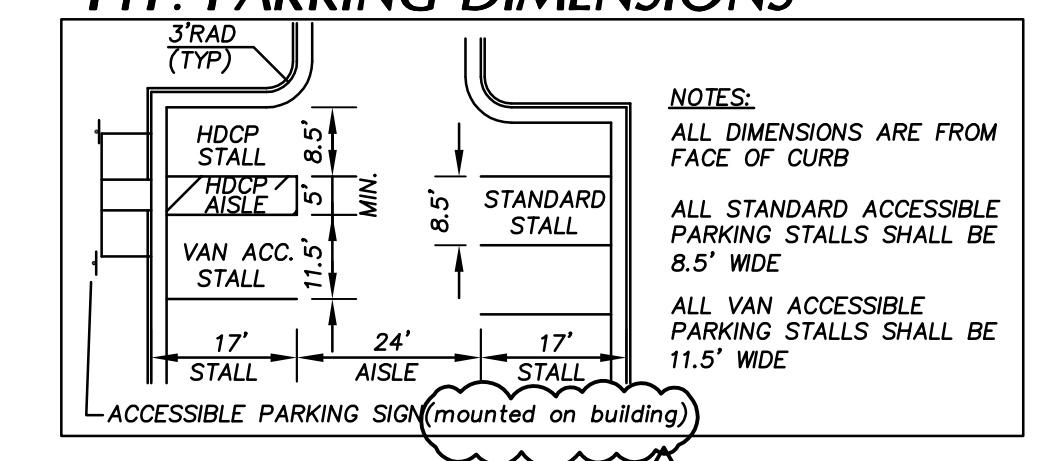 TYP. PARKING DIMENSIONS
3'RAD
(TYP)
HDCP
STALL
8.5'
HDCP
AISLE
5'
MIN.
VAN ACC.
STALL
11.5'
8.5'
STANDARD
STALL
17'
STALL
24'
AISLE
17'
STALL
ACCESSIBLE PARKING SIGN (mounted on building)
NOTES:
ALL DIMENSIONS ARE FROM
FACE OF CURB
ALL STANDARD ACCESSIBLE
PARKING STALLS SHALL BE
8.5' WIDE
ALL VAN ACCESSIBLE
PARKING STALLS SHALL BE
11.5' WIDE